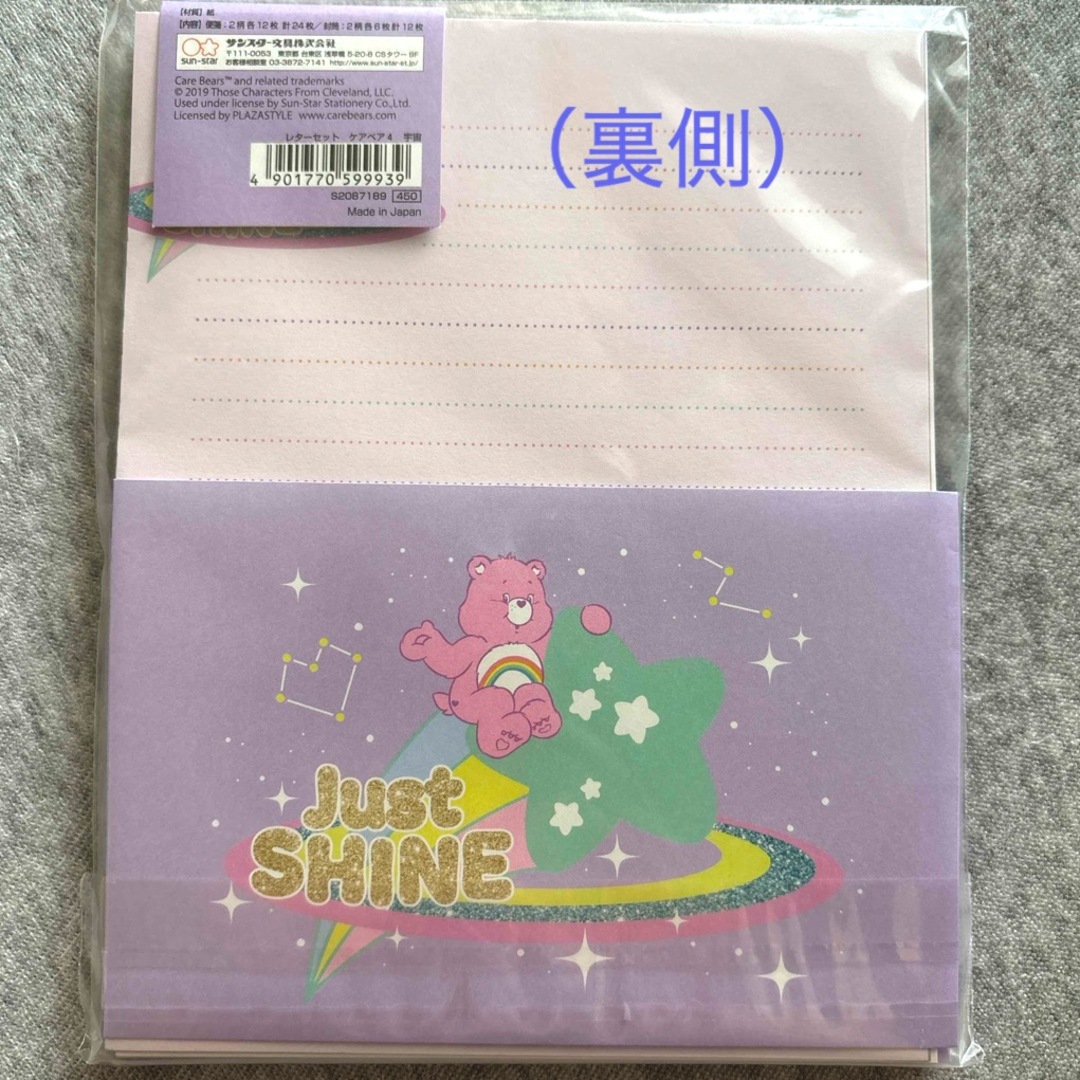 【材質】紙
【内容】便箋：2柄各12枚 計24枚／封筒：2柄各6枚計12枚
sun-star
サンスター文具株式会社
〒111-0053 東京都 台東区 浅草橋 5-20-8 CSタワー 9F
お客様相談室 03-3872-7141 http://www.sun-star-st.jp/
Care Bears™ and related trademarks
© 2019 Those Characters From Cleveland, LLC.
Used under license by Sun-Star Stationery Co.,Ltd.
Licensed by PLAZASTYLE www.carebears.com
レターセット ケアベア4 宇宙
4 901770 599939
S2087189 450
Made in Japan
（裏側）
Just
SHINE